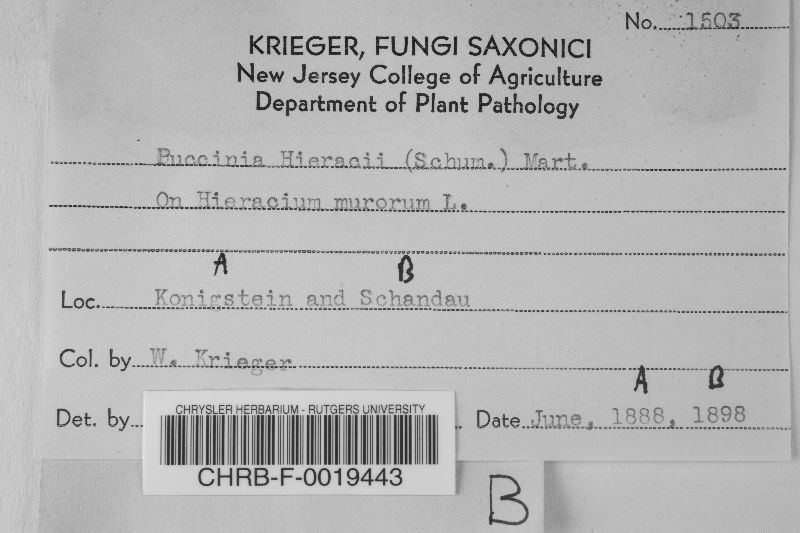 No. 1503
KRIEGER, FUNGI SAXONICI
New Jersey College of Agriculture
Department of Plant Pathology
Puccinia Hieracii (Schum.) Mart.
On Hieracium murorum L.
A B
Loc. Konigstein and Schandau
Col. by W. Krieger
A B
Det. by Date June, 1888, 1898
CHRYSLER HERBARIUM - RUTGERS UNIVERSITY
CHRB-F-0019443
B